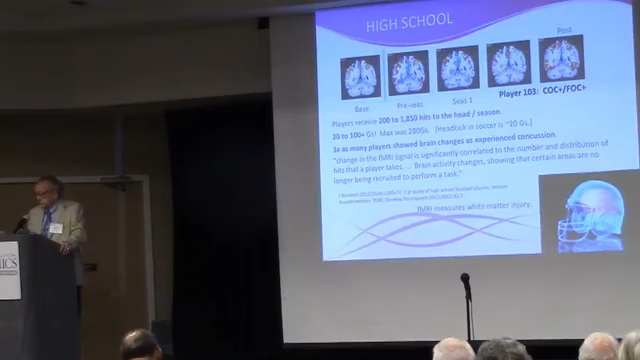 HIGH SCHOOL
Post
Base
Pre-seas
Seas 1
Player 103: COC+/FOC+
Players receive 200 to 1,850 hits to the head / season.
20 to 100+ Gs! Max was 280Gs. (Headkick in soccer is ~20 Gs.)
3x as many players showed brain changes as experienced concussion.
"change in the fMRI signal is significantly correlated to the number and distribution of
hits that a player takes. ... Brain activity changes, showing that certain areas are no
longer being recruited to perform a task."
fMRI measures white matter injury.
ICS